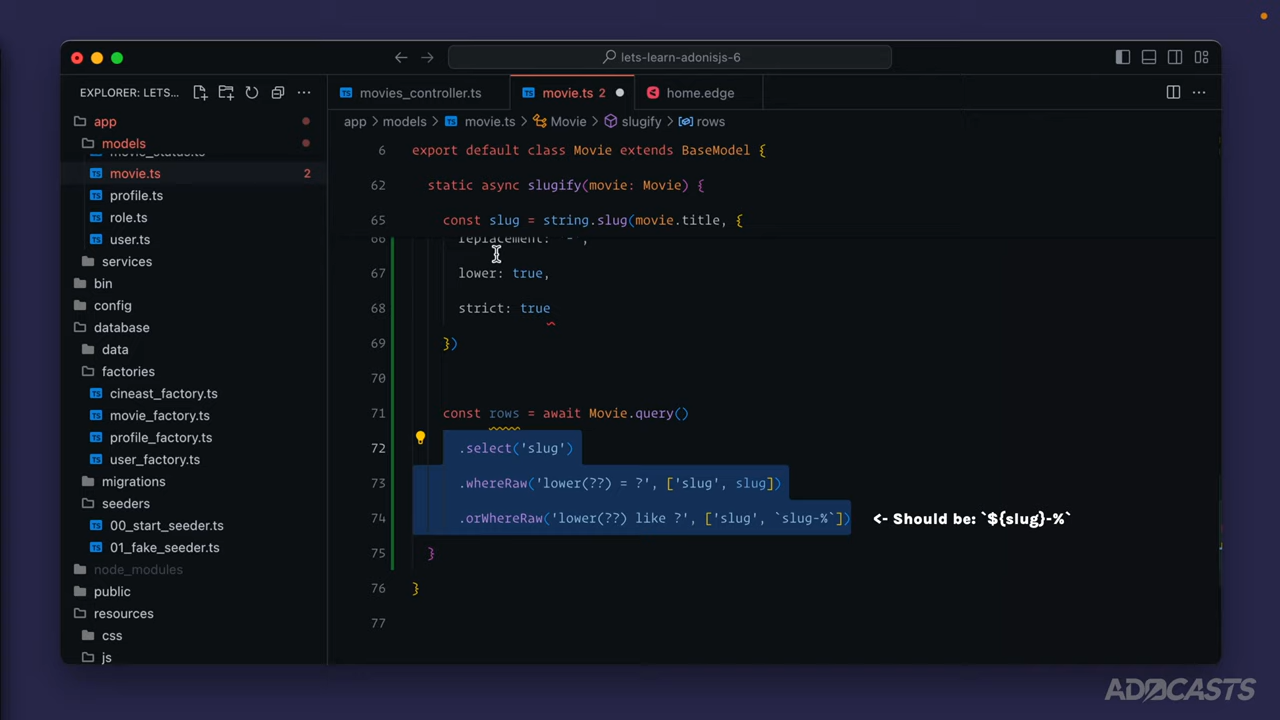 lets-learn-adonisjs-6
EXPLORER: LETS...
movies_controller.ts
movie.ts 2
home.edge
app
models
movie_status.ts
movie.ts 2
profile.ts
role.ts
user.ts
services
bin
config
database
data
factories
cineast_factory.ts
movie_factory.ts
profile_factory.ts
user_factory.ts
migrations
seeders
00_start_seeder.ts
01_fake_seeder.ts
node_modules
public
resources
css
js
app > models > movie.ts > Movie > slugify > rows
6 export default class Movie extends BaseModel {
62 static async slugify(movie: Movie) {
65 const slug = string.slug(movie.title, {
66 replacement: '-',
67 lower: true,
68 strict: true
69 })
70
71 const rows = await Movie.query()
72 .select('slug')
73 .whereRaw('lower(??) = ?', ['slug', slug])
74 .orWhereRaw('lower(??) like ?', ['slug', `slug-%`]) <- Should be: `${slug}-%`
75 }
76 }
77
ADOCASTS